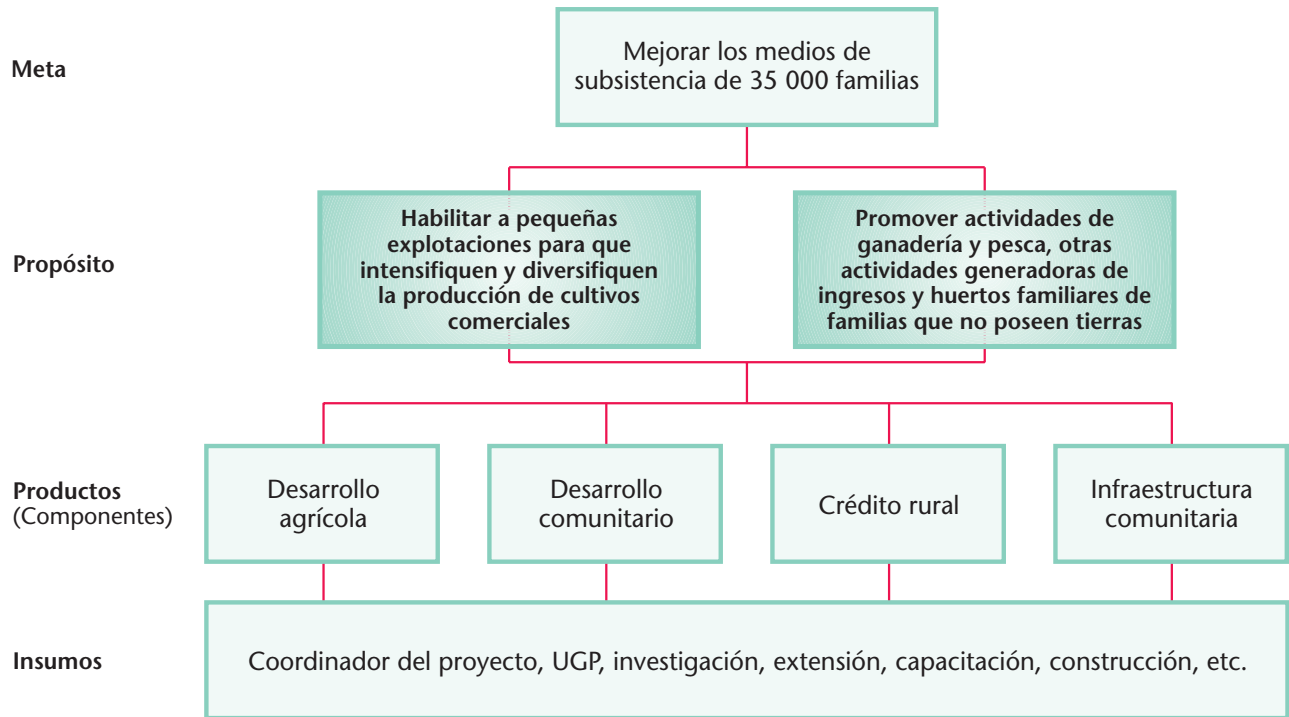 Meta
Mejorar los medios de
subsistencia de 35 000 familias
Propósito
Habilitar a pequeñas
explotaciones para que
intensifiquen y diversifiquen
la producción de cultivos
comerciales
Promover actividades de
ganadería y pesca, otras
actividades generadoras de
ingresos y huertos familiares de
familias que no poseen tierras
Productos
(Componentes)
Desarrollo
agrícola
Desarrollo
comunitario
Crédito rural
Infraestructura
comunitaria
Insumos
Coordinador del proyecto, UGP, investigación, extensión, capacitación, construcción, etc.